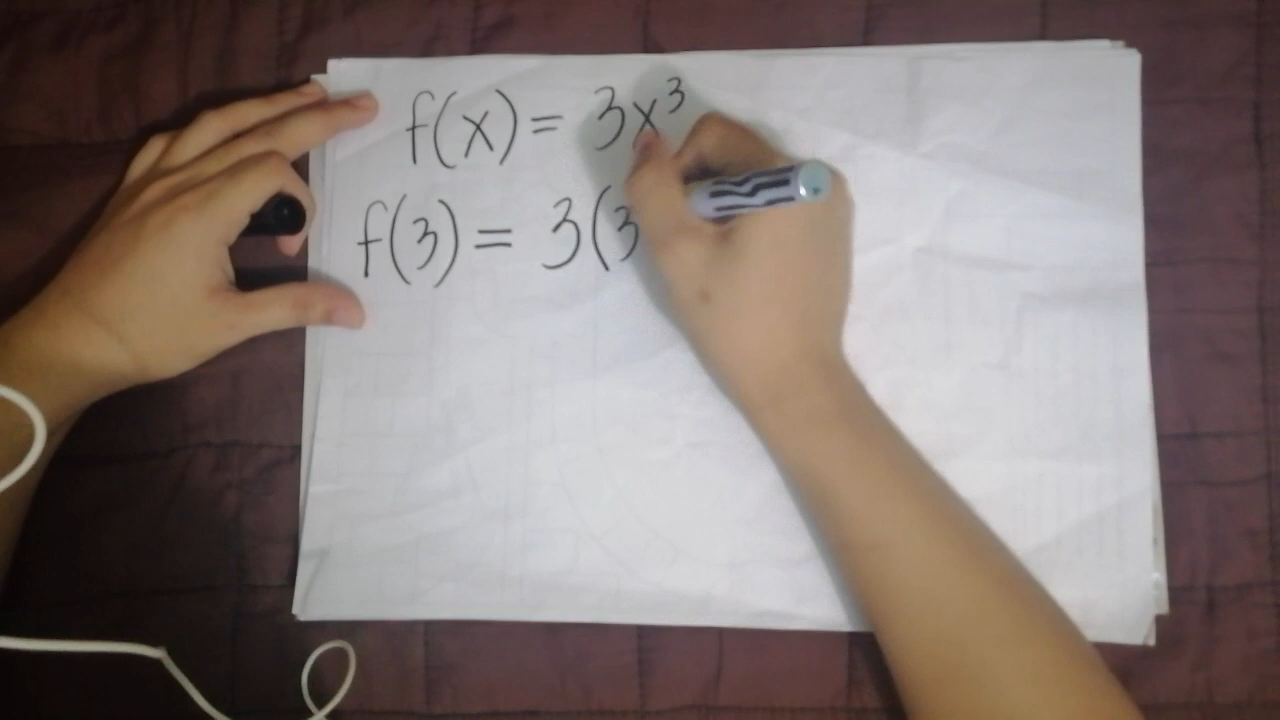 f(x) = 3x³
f(3) = 3(3